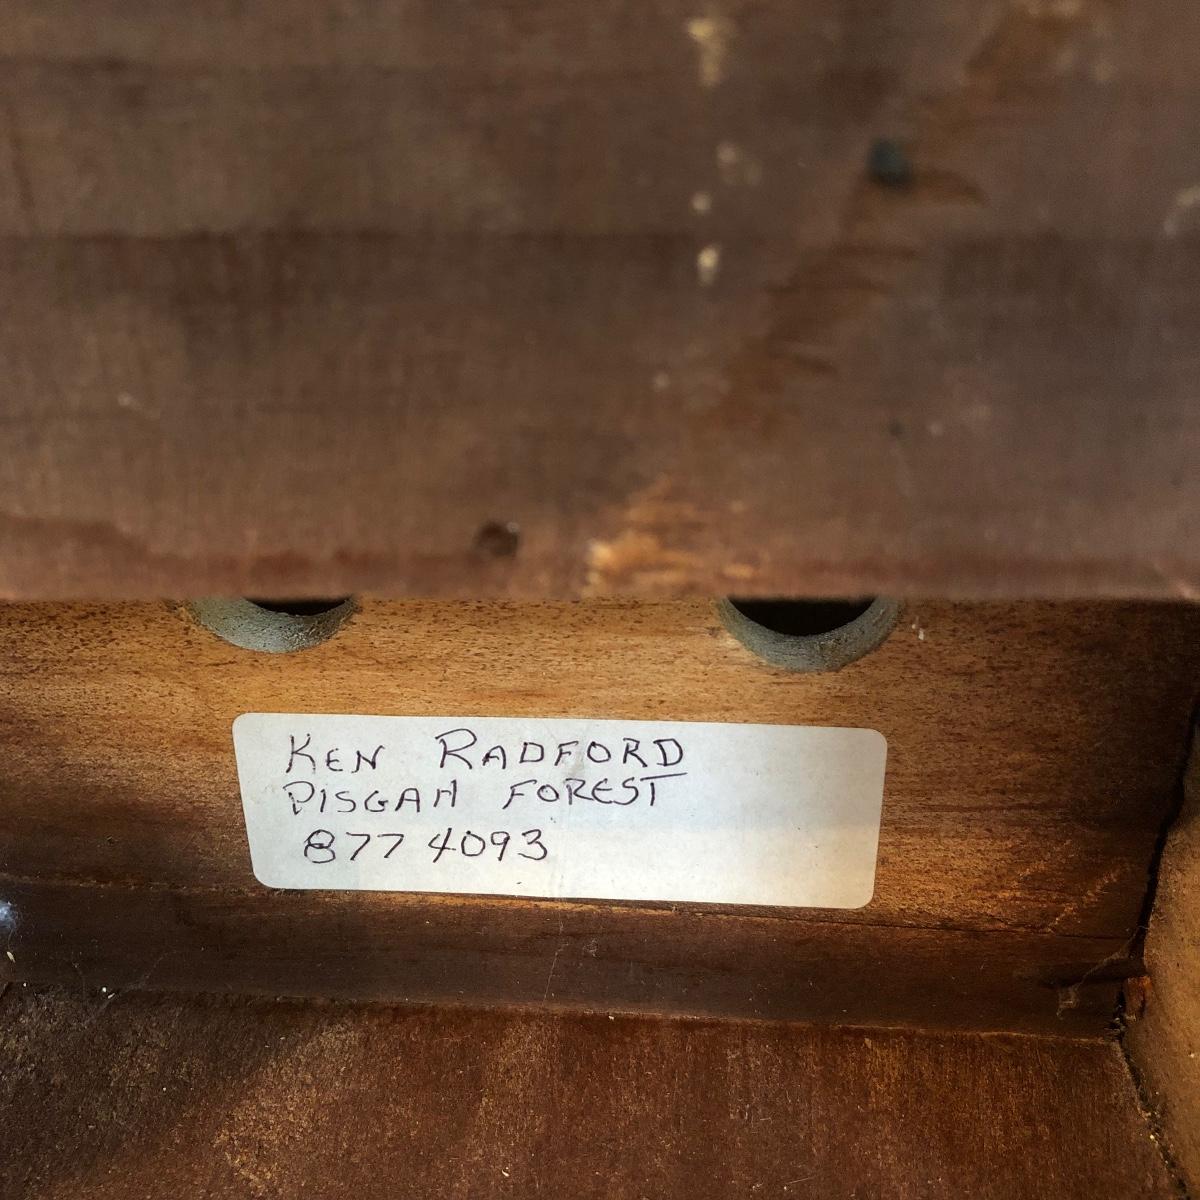 KEN RADFORD
PISGAH FOREST
877 4093